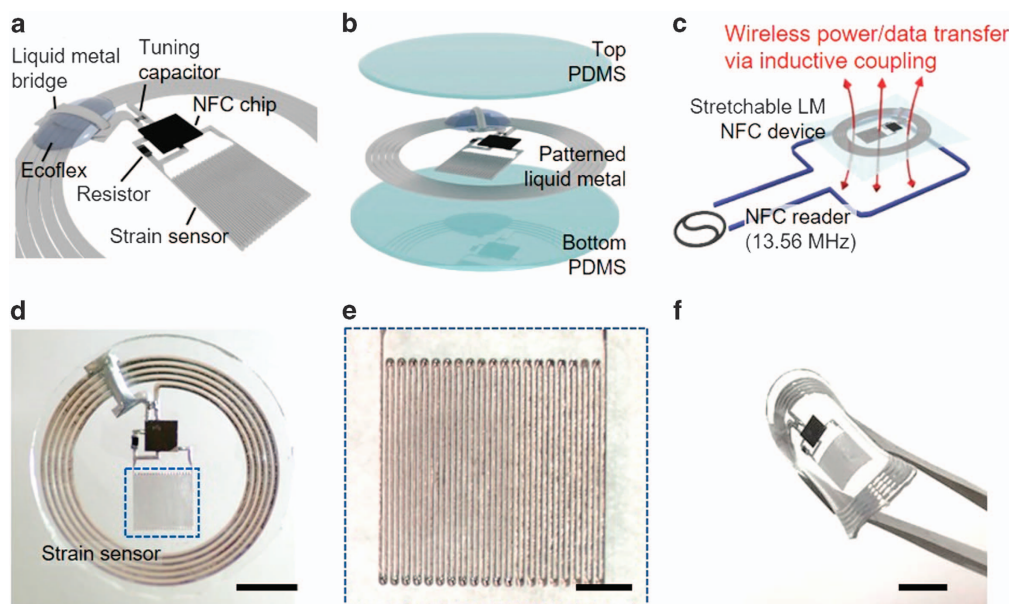 a
Liquid metal
bridge
Tuning
capacitor
NFC chip
Ecoflex
Resistor
Strain sensor
b
Top
PDMS
Patterned
liquid metal
Bottom
PDMS
c
Wireless power/data transfer
via inductive coupling
Stretchable LM
NFC device
NFC reader
(13.56 MHz)
d
Strain sensor
e
f